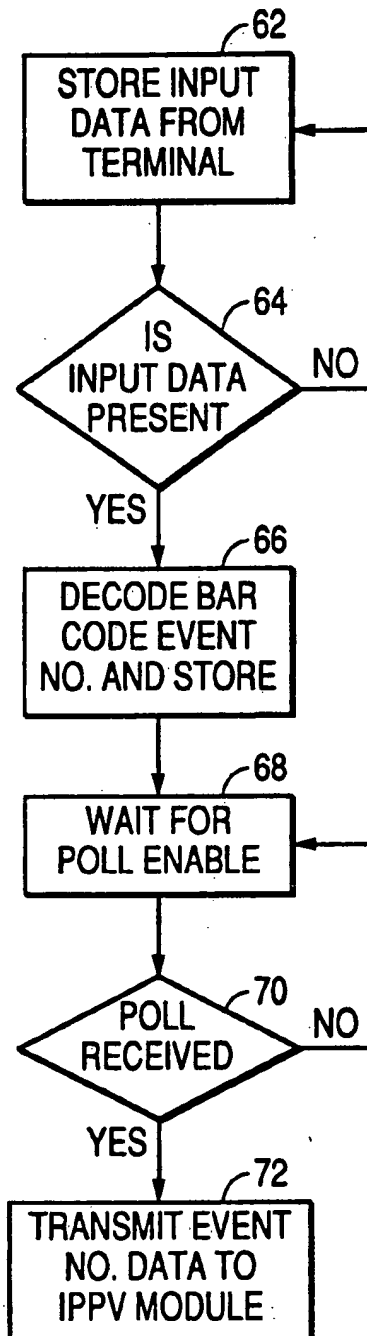 62
STORE INPUT
DATA FROM
TERMINAL
64
IS
INPUT DATA
PRESENT
NO
YES
66
DECODE BAR
CODE EVENT
NO. AND STORE
68
WAIT FOR
POLL ENABLE
70
POLL
RECEIVED
NO
YES
72
TRANSMIT EVENT
NO. DATA TO
IPPV MODULE